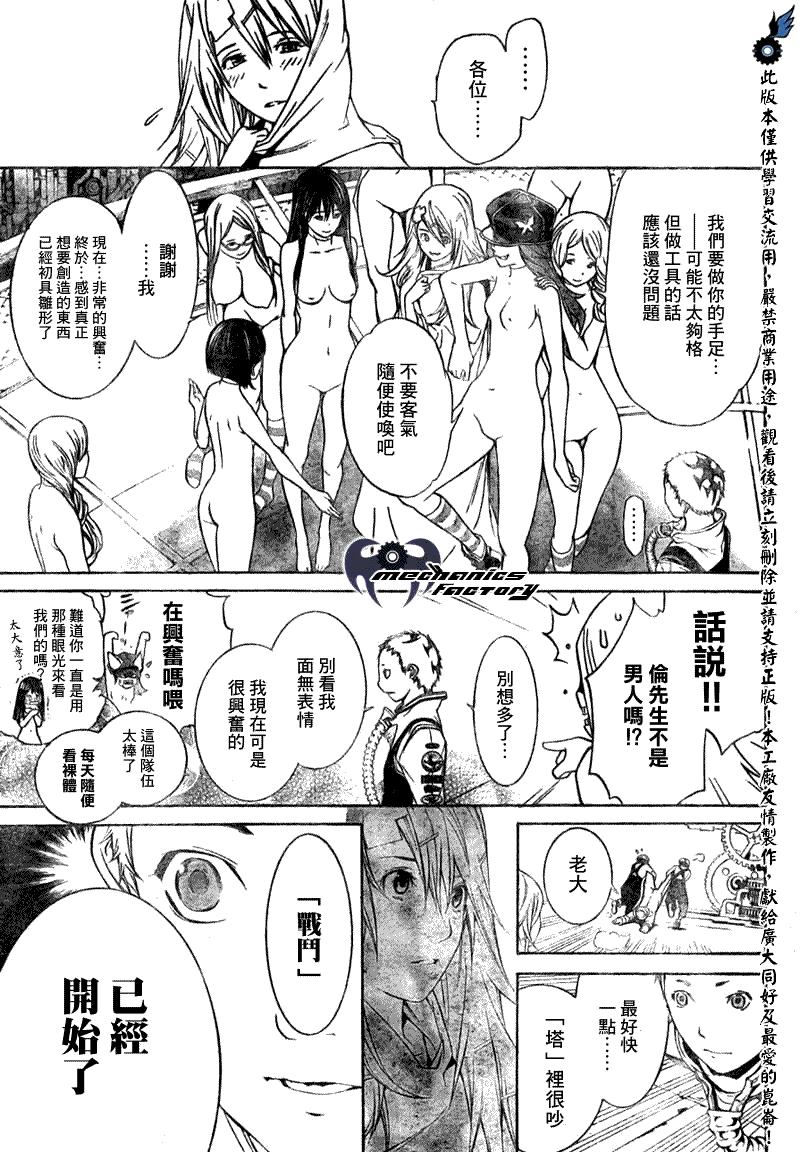 ……
各位……
我們要做你的手足…
——可能不太夠格
但做工具的話
應該還沒問題
不要客氣
隨便使喚吧
謝謝
……我
現在…非常的興奮…
終於…感到真正
想要創造的東西
已經初具雛形了
……
mechanics
factory
話說!!
倫先生不是
男人嗎!?
別想多了…
別看我
面無表情
我現在可是
很興奮的
在興奮嗎喂
這個隊伍
太棒了
每天隨便
看裸體
難道你一直是用
那種眼光來看
我們的嗎?
太大意了
老大
最好快
一點……
「塔」裡很吵
「戰鬥」
已經
開始了
此版本僅供學習交流用,嚴禁商業用途,觀看後請立刻刪除並請支持正版!本工廠友情製作,獻給廣大同好及最愛的崑崙!